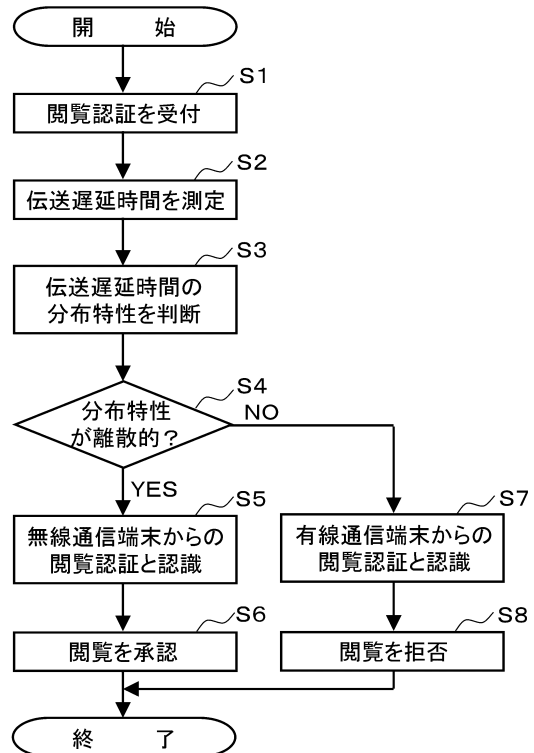 開 始
S1
閲覧認証を受付
S2
伝送遅延時間を測定
S3
伝送遅延時間の
分布特性を判断
S4
分布特性
が離散的?
NO
YES
S5
無線通信端末からの
閲覧認証と認識
S7
有線通信端末からの
閲覧認証と認識
S6
閲覧を承認
S8
閲覧を拒否
終 了